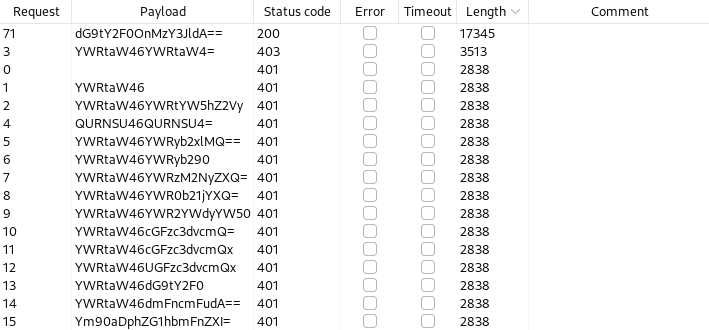 Request Payload Status code Error Timeout Length Comment
71 dG9tY2F0OnMzY3JldA== 200 17345
3 YWRtaW46YWRtaW4= 403 3513
0 401 2838
1 YWRtaW46 401 2838
2 YWRtaW46YWRtYW5hZ2Vy 401 2838
4 QURNSU46QURNSU4= 401 2838
5 YWRtaW46YWRyb2xlMQ== 401 2838
6 YWRtaW46YWRyb290 401 2838
7 YWRtaW46YWRzM2NyZXQ= 401 2838
8 YWRtaW46YWR0b21jYXQ= 401 2838
9 YWRtaW46YWR2YWdyYW50 401 2838
10 YWRtaW46cGFzc3dvcmQ= 401 2838
11 YWRtaW46cGFzc3dvcmQx 401 2838
12 YWRtaW46UGFzc3dvcmQx 401 2838
13 YWRtaW46dG9tY2F0 401 2838
14 YWRtaW46dmFncmFudA== 401 2838
15 Ym90aDphZG1hbmFnZXI= 401 2838